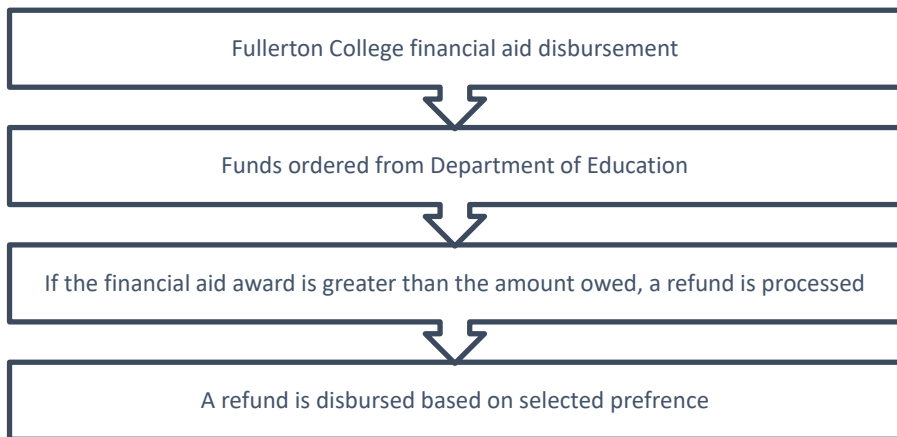 Fullerton College financial aid disbursement
Funds ordered from Department of Education
If the financial aid award is greater than the amount owed, a refund is processed
A refund is disbursed based on selected prefrence